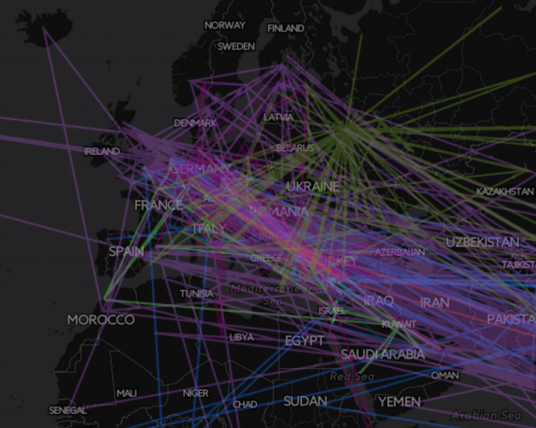 NORWAY
FINLAND
SWEDEN
DENMARK
LATVIA
IRELAND
BELARUS
GERMANY
UKRAINE
KAZAKHSTAN
FRANCE
ROMANIA
ITALY
SPAIN
UZBEKISTAN
AZERBAIJAN
GREECE
TURKEY
TAJIKIST
Mediterranean
Sea
TUNISIA
IRAQ
IRAN
ISRAEL
MOROCCO
KUWAIT
PAKISTA
LIBYA
EGYPT
SAUDI ARABIA
Red Sea
OMAN
MALI
NIGER
CHAD
SUDAN
YEMEN
SENEGAL
Arabian Sea